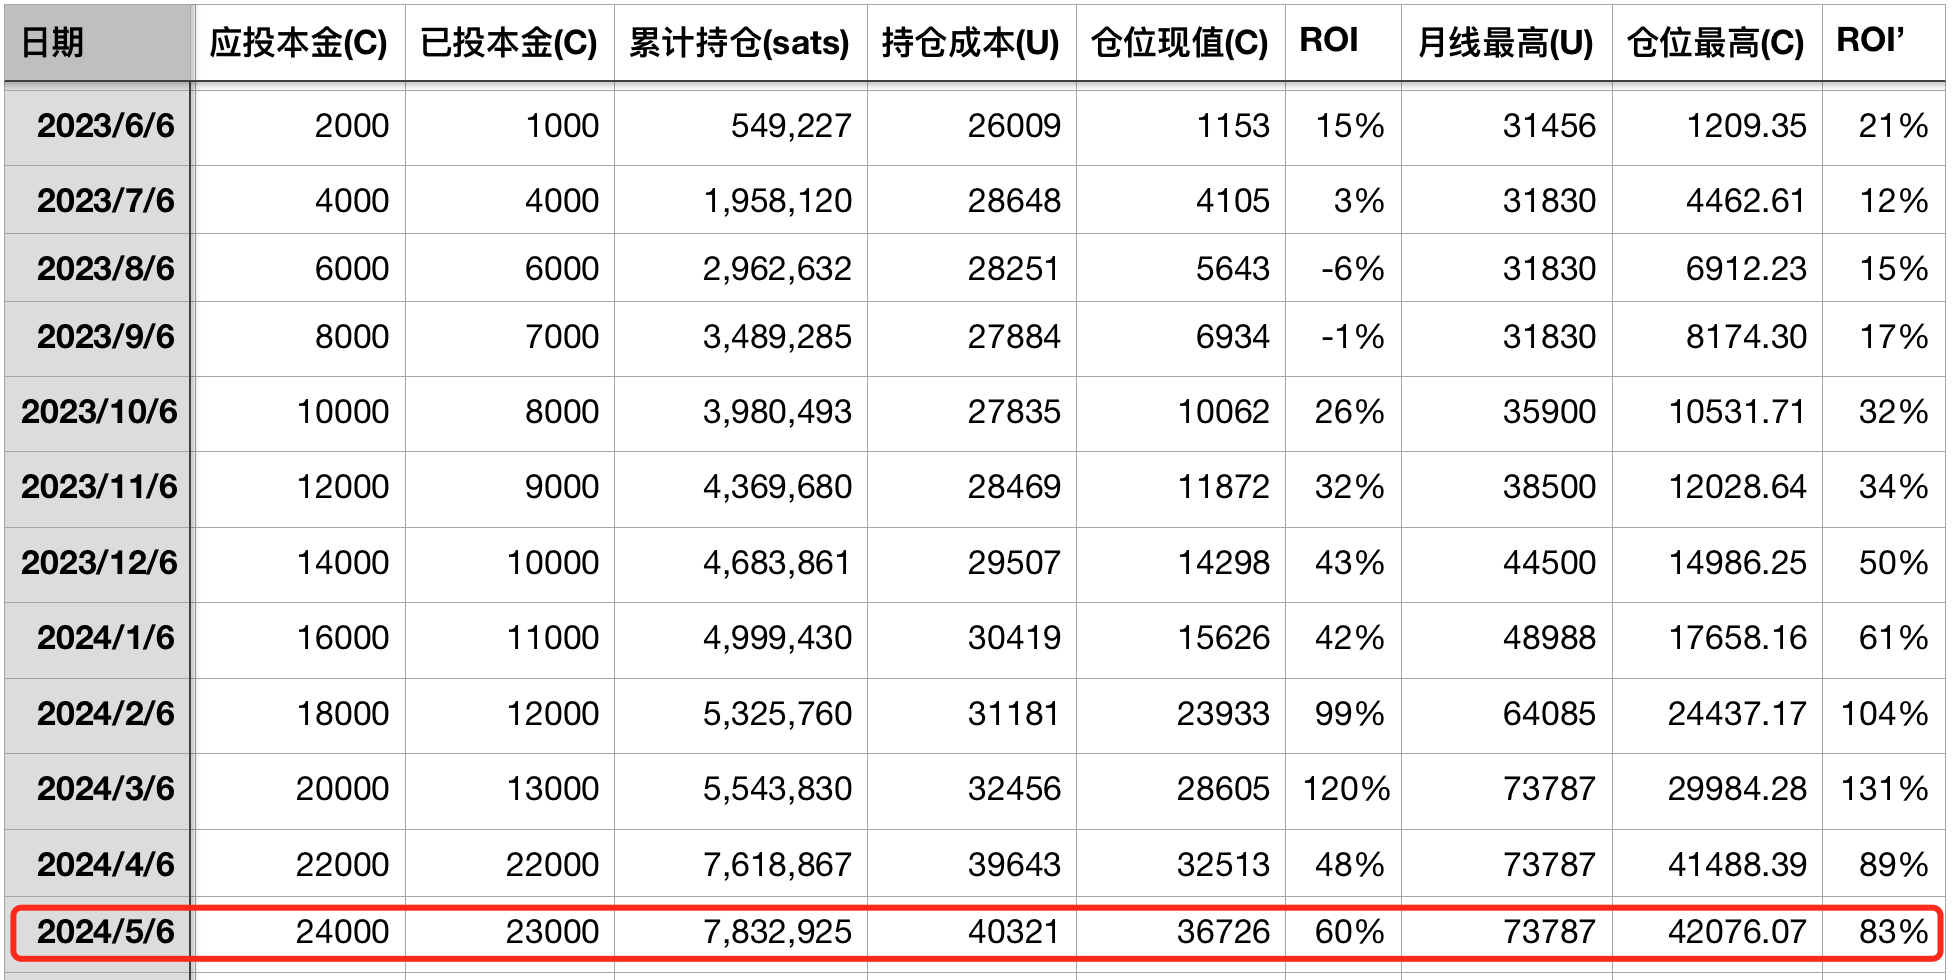 日期 应投本金(C) 已投本金(C) 累计持仓(sats) 持仓成本(U) 仓位现值(C) ROI 月线最高(U) 仓位最高(C) ROI’
2023/6/6 2000 1000 549,227 26009 1153 15% 31456 1209.35 21%
2023/7/6 4000 4000 1,958,120 28648 4105 3% 31830 4462.61 12%
2023/8/6 6000 6000 2,962,632 28251 5643 -6% 31830 6912.23 15%
2023/9/6 8000 7000 3,489,285 27884 6934 -1% 31830 8174.30 17%
2023/10/6 10000 8000 3,980,493 27835 10062 26% 35900 10531.71 32%
2023/11/6 12000 9000 4,369,680 28469 11872 32% 38500 12028.64 34%
2023/12/6 14000 10000 4,683,861 29507 14298 43% 44500 14986.25 50%
2024/1/6 16000 11000 4,999,430 30419 15626 42% 48988 17658.16 61%
2024/2/6 18000 12000 5,325,760 31181 23933 99% 64085 24437.17 104%
2024/3/6 20000 13000 5,543,830 32456 28605 120% 73787 29984.28 131%
2024/4/6 22000 22000 7,618,867 39643 32513 48% 73787 41488.39 89%
2024/5/6 24000 23000 7,832,925 40321 36726 60% 73787 42076.07 83%